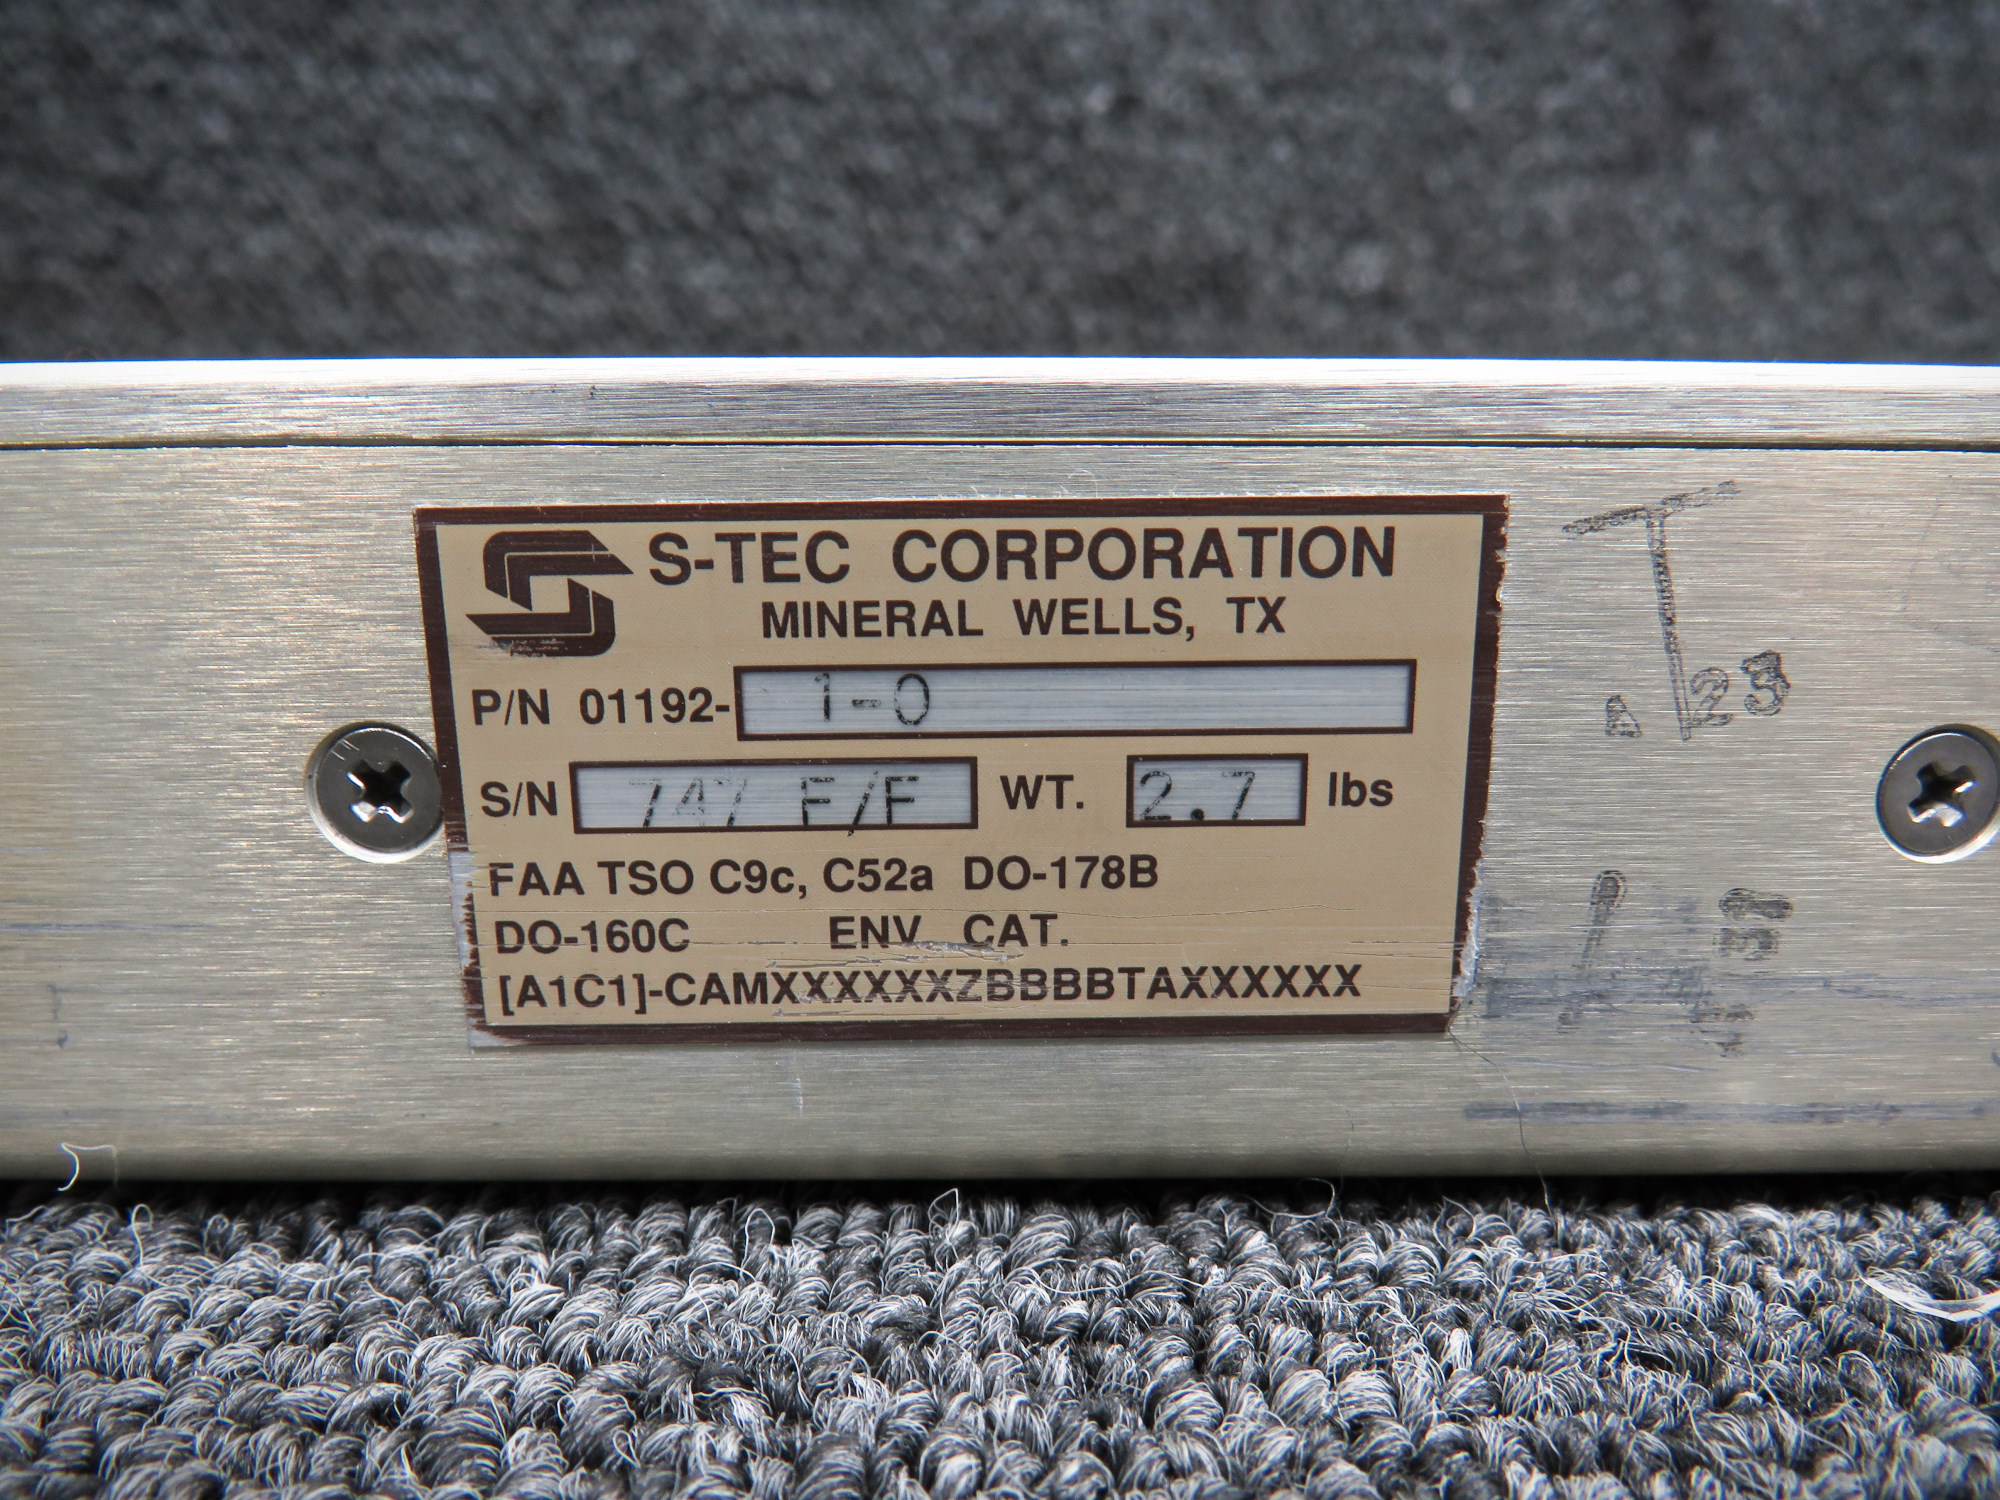 S-TEC CORPORATION
MINERAL WELLS, TX
P/N 01192- 1-0
S/N 747 F/F WT. 2.7 lbs
FAA TSO C9c, C52a DO-178B
DO-160C ENV CAT.
[A1C1]-CAMXXXXXXZBBBBTAXXXXXX
T
A 23